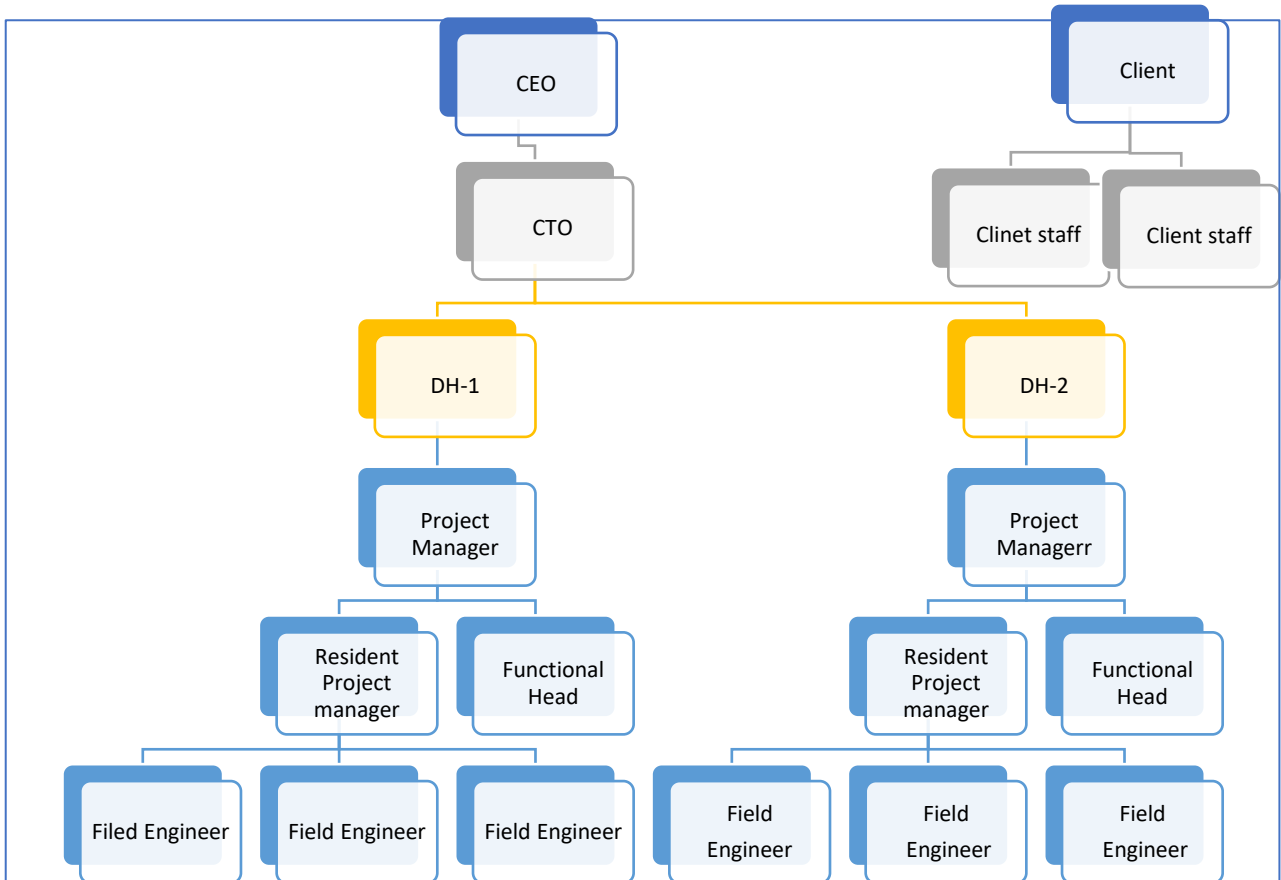 CEO
Client
CTO
Clinet staff
Client staff
DH-1
DH-2
Project
Manager
Project
Managerr
Resident
Project
manager
Functional
Head
Resident
Project
manager
Functional
Head
Filed Engineer
Field Engineer
Field Engineer
Field
Engineer
Field
Engineer
Field
Engineer